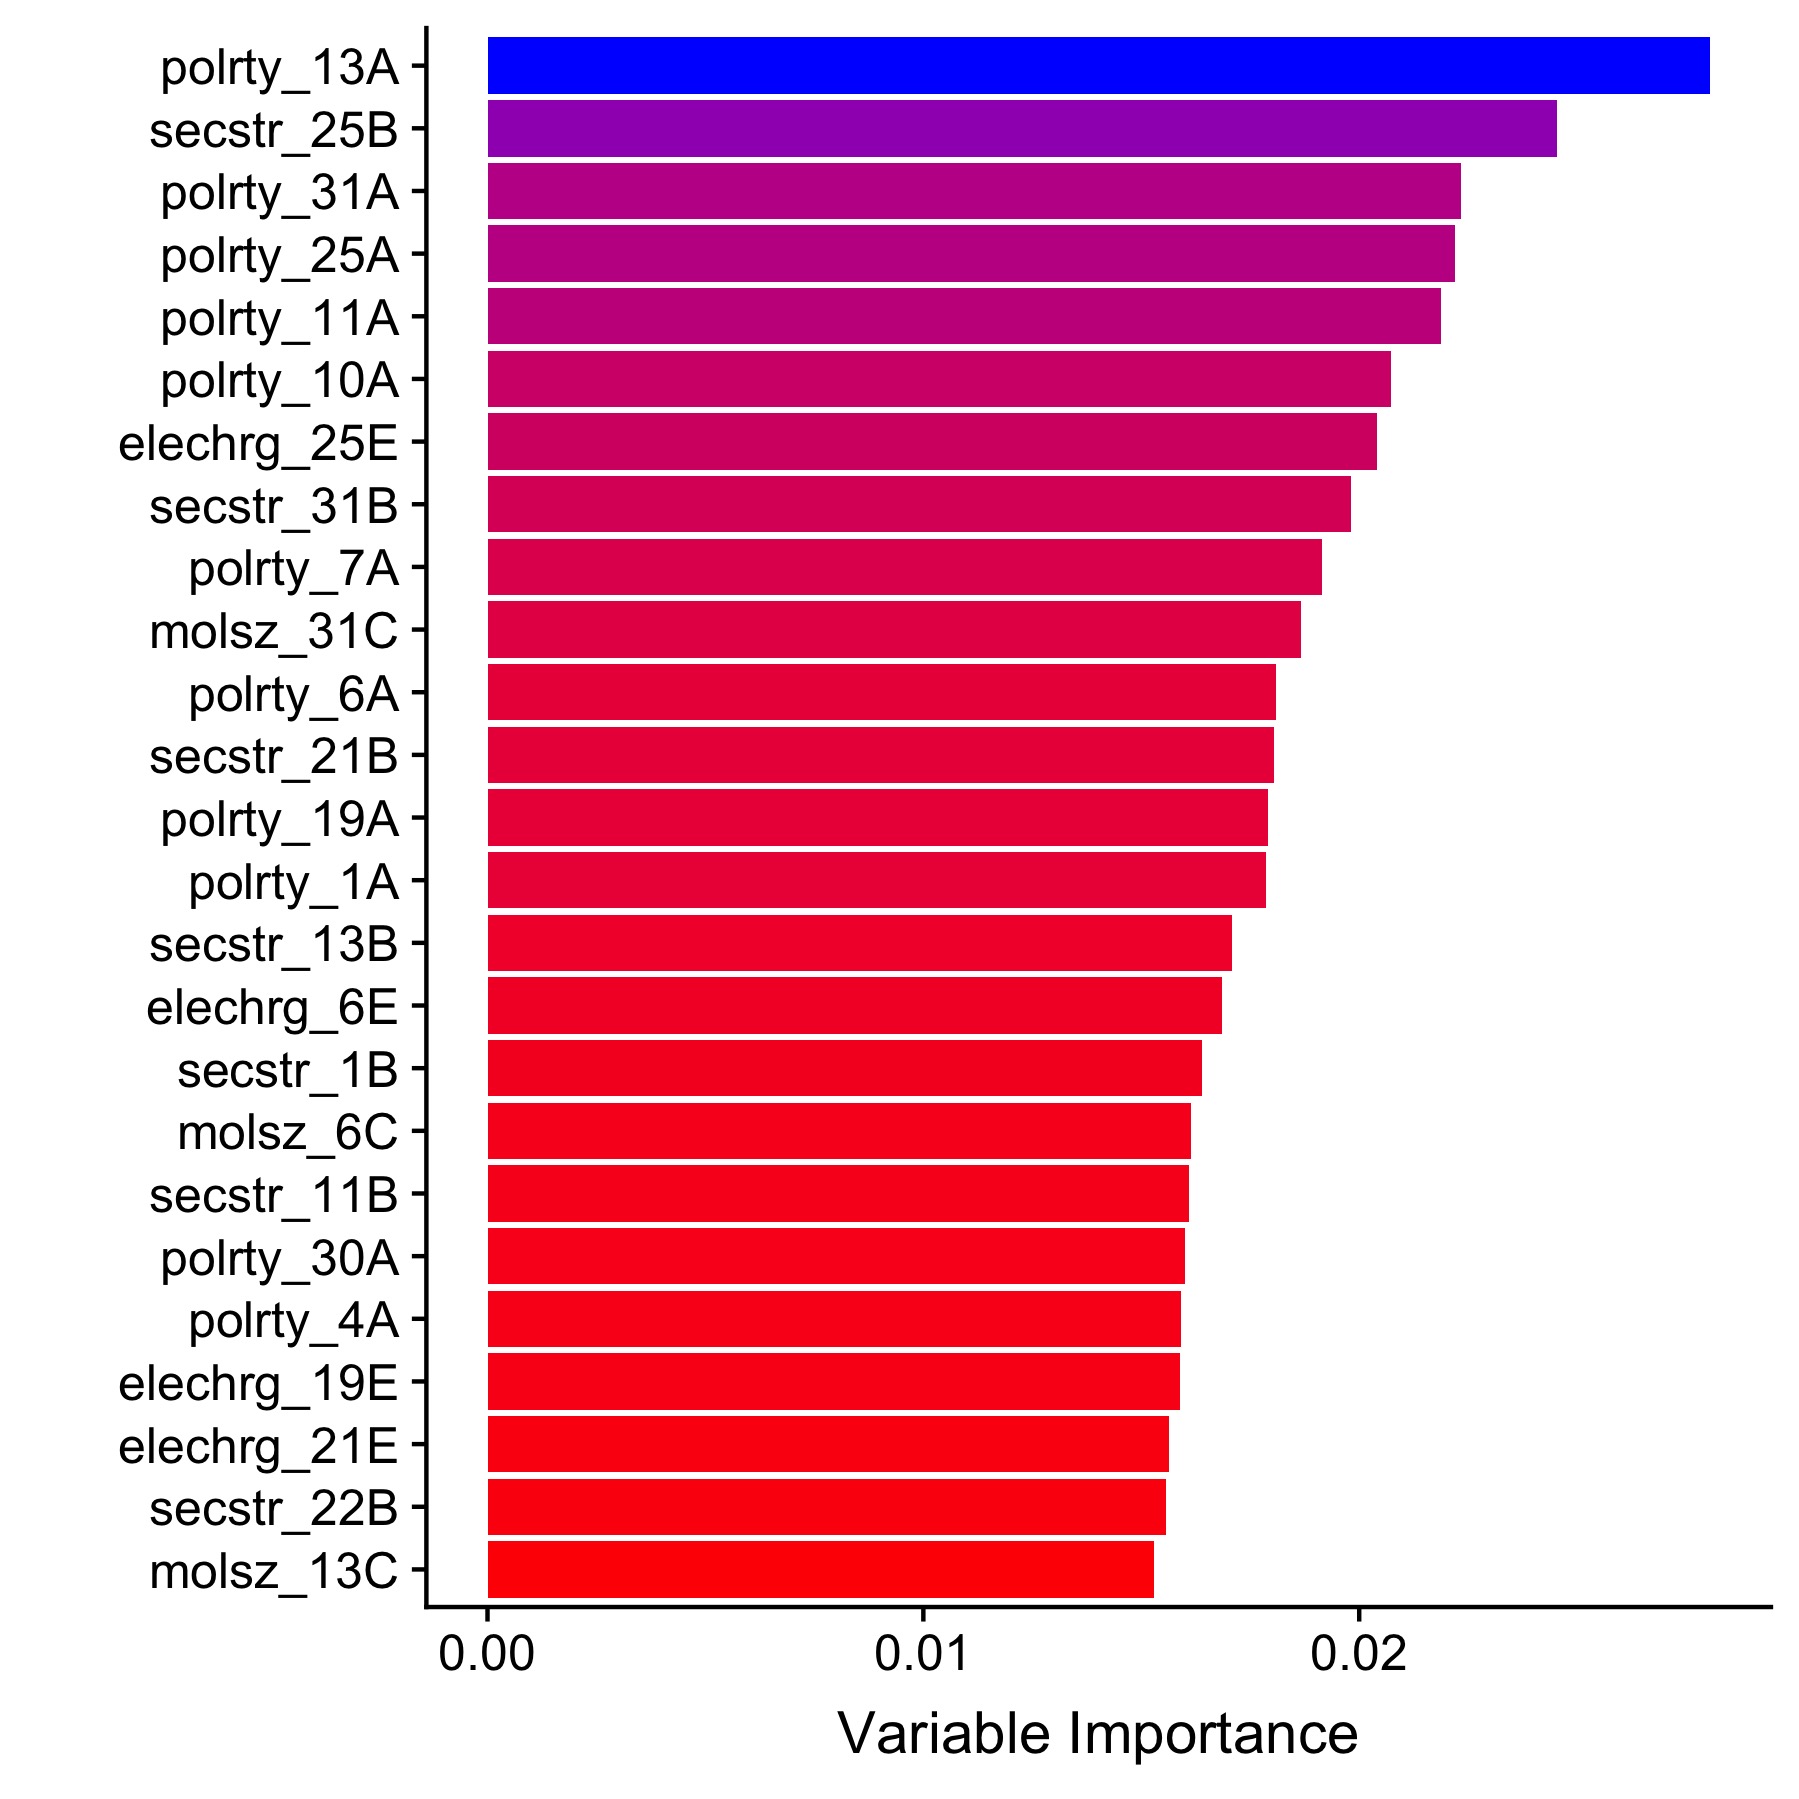 polrty_13A
secstr_25B
polrty_31A
polrty_25A
polrty_11A
polrty_10A
elechrg_25E
secstr_31B
polrty_7A
molsz_31C
polrty_6A
secstr_21B
polrty_19A
polrty_1A
secstr_13B
elechrg_6E
secstr_1B
molsz_6C
secstr_11B
polrty_30A
polrty_4A
elechrg_19E
elechrg_21E
secstr_22B
molsz_13C
0.00 0.01 0.02
Variable Importance